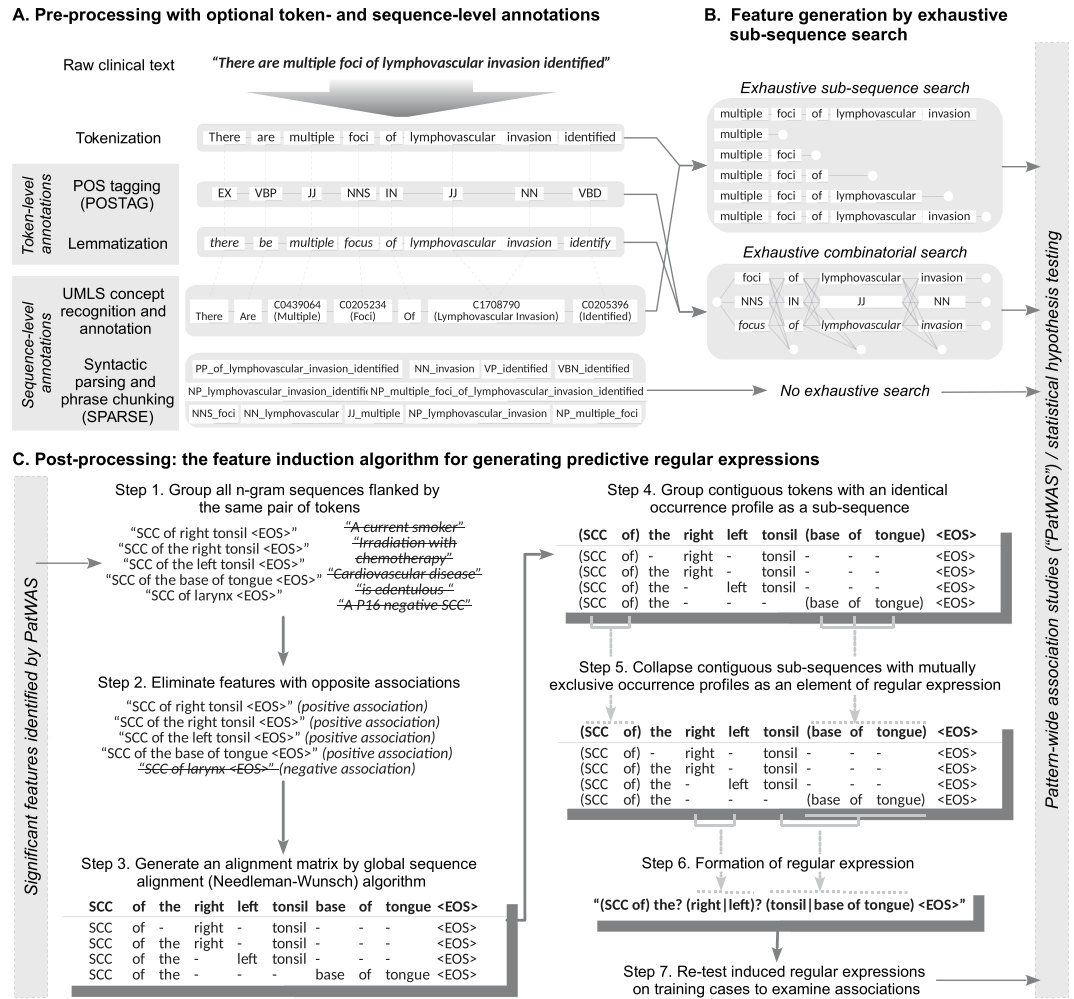 A. Pre-processing with optional token- and sequence-level annotations
Raw clinical text
“There are multiple foci of lymphovascular invasion identified”
Tokenization
There are multiple foci of lymphovascular invasion identified
Token-level
annotations
POS tagging
(POSTAG)
EX VBP JJ NNS IN JJ NN VBD
Lemmatization
there be multiple focus of lymphovascular invasion identify
Sequence-level
annotations
UMLS concept
recognition and
annotation
There Are C0439064 (Multiple) C0205234 (Foci) Of C1708790 (Lymphovascular Invasion) C0205396 (Identified)
Syntactic
parsing and
phrase chunking
(SPARSE)
PP_of_lymphovascular_invasion_identified NN_invasion VP_identified VBN_identified
NP_lymphovascular_invasion_identifi NP_multiple_foci_of_lymphovascular_invasion_identified
NNS_foci NN_lymphovascular JJ_multiple NP_lymphovascular_invasion NP_multiple_foci
B. Feature generation by exhaustive
sub-sequence search
Exhaustive sub-sequence search
multiple foci of lymphovascular invasion
multiple
multiple foci
multiple foci of
multiple foci of lymphovascular
multiple foci of lymphovascular invasion
Exhaustive combinatorial search
foci of lymphovascular invasion
NNS IN JJ NN
focus of lymphovascular invasion
No exhaustive search
Pattern-wide association studies (“PatWAS”) / statistical hypothesis testing
C. Post-processing: the feature induction algorithm for generating predictive regular expressions
Significant features identified by PatWAS
Step 1. Group all n-gram sequences flanked by
the same pair of tokens
“SCC of right tonsil <EOS>”
“SCC of the right tonsil <EOS>”
“SCC of the left tonsil <EOS>”
“SCC of the base of tongue <EOS>”
“SCC of larynx <EOS>”
“A current smoker”
“Irradiation with
chemotherapy”
“Cardiovascular disease”
“is edentulous “
“A P16 negative SCC”
Step 2. Eliminate features with opposite associations
“SCC of right tonsil <EOS>” (positive association)
“SCC of the right tonsil <EOS>” (positive association)
“SCC of the left tonsil <EOS>” (positive association)
“SCC of the base of tongue <EOS>” (positive association)
“SCC of larynx <EOS>” (negative association)
Step 3. Generate an alignment matrix by global sequence
alignment (Needleman-Wunsch) algorithm
SCC of the right left tonsil base of tongue <EOS>
SCC of - right - tonsil - - - <EOS>
SCC of the right - tonsil - - - <EOS>
SCC of the - left tonsil - - - <EOS>
SCC of the - - - base of tongue <EOS>
Step 4. Group contiguous tokens with an identical
occurrence profile as a sub-sequence
(SCC of) the right left tonsil (base of tongue) <EOS>
(SCC of) - right - tonsil - - - <EOS>
(SCC of) the right - tonsil - - - <EOS>
(SCC of) the - left tonsil - - - <EOS>
(SCC of) the - - - (base of tongue) <EOS>
Step 5. Collapse contiguous sub-sequences with mutually
exclusive occurrence profiles as an element of regular expression
(SCC of) the right left tonsil (base of tongue) <EOS>
(SCC of) - right - tonsil - - - <EOS>
(SCC of) the right - tonsil - - - <EOS>
(SCC of) the - left tonsil - - - <EOS>
(SCC of) the - - - (base of tongue) <EOS>
Step 6. Formation of regular expression
“(SCC of) the? (right|left)? (tonsil|base of tongue) <EOS>”
Step 7. Re-test induced regular expressions
on training cases to examine associations